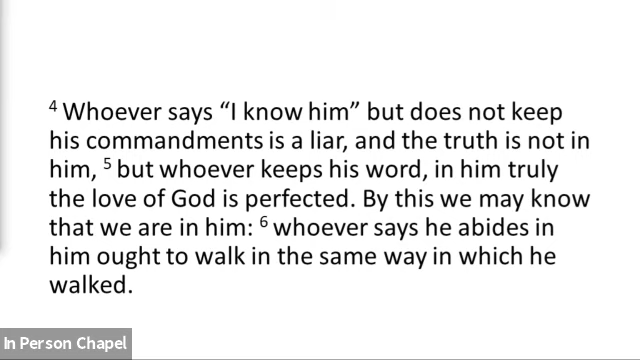 4 Whoever says “I know him” but does not keep
his commandments is a liar, and the truth is not in
him, 5 but whoever keeps his word, in him truly
the love of God is perfected. By this we may know
that we are in him: 6 whoever says he abides in
him ought to walk in the same way in which he
walked.
In Person Chapel